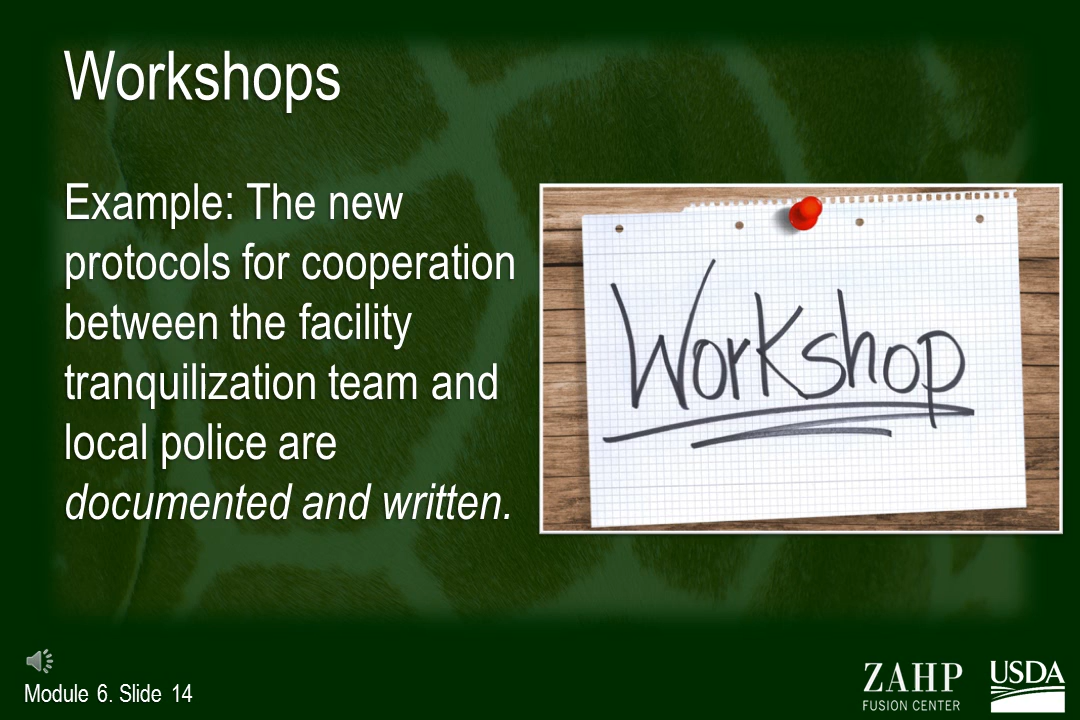 Workshops
Example: The new
protocols for cooperation
between the facility
tranquilization team and
local police are
documented and written.
Workshop
Module 6. Slide 14
ZAHP
FUSION CENTER
USDA